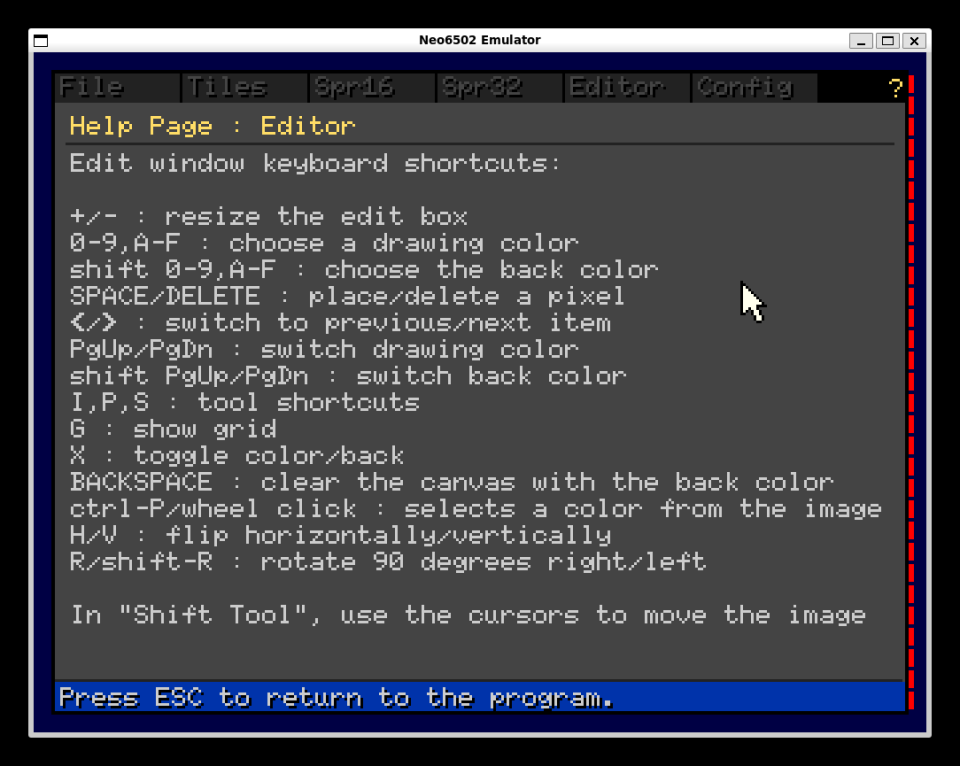 Neo6502 Emulator
File Tiles Spr16 Spr32 Editor Config ?
Help Page : Editor
Edit window keyboard shortcuts:
+/- : resize the edit box
0-9,A-F : choose a drawing color
shift 0-9,A-F : choose the back color
SPACE/DELETE : place/delete a pixel
</> : switch to previous/next item
PgUp/PgDn : switch drawing color
shift PgUp/PgDn : switch back color
I,P,S : tool shortcuts
G : show grid
X : toggle color/back
BACKSPACE : clear the canvas with the back color
ctrl-P/wheel click : selects a color from the image
H/V : flip horizontally/vertically
R/shift-R : rotate 90 degrees right/left
In "Shift Tool", use the cursors to move the image
Press ESC to return to the program.